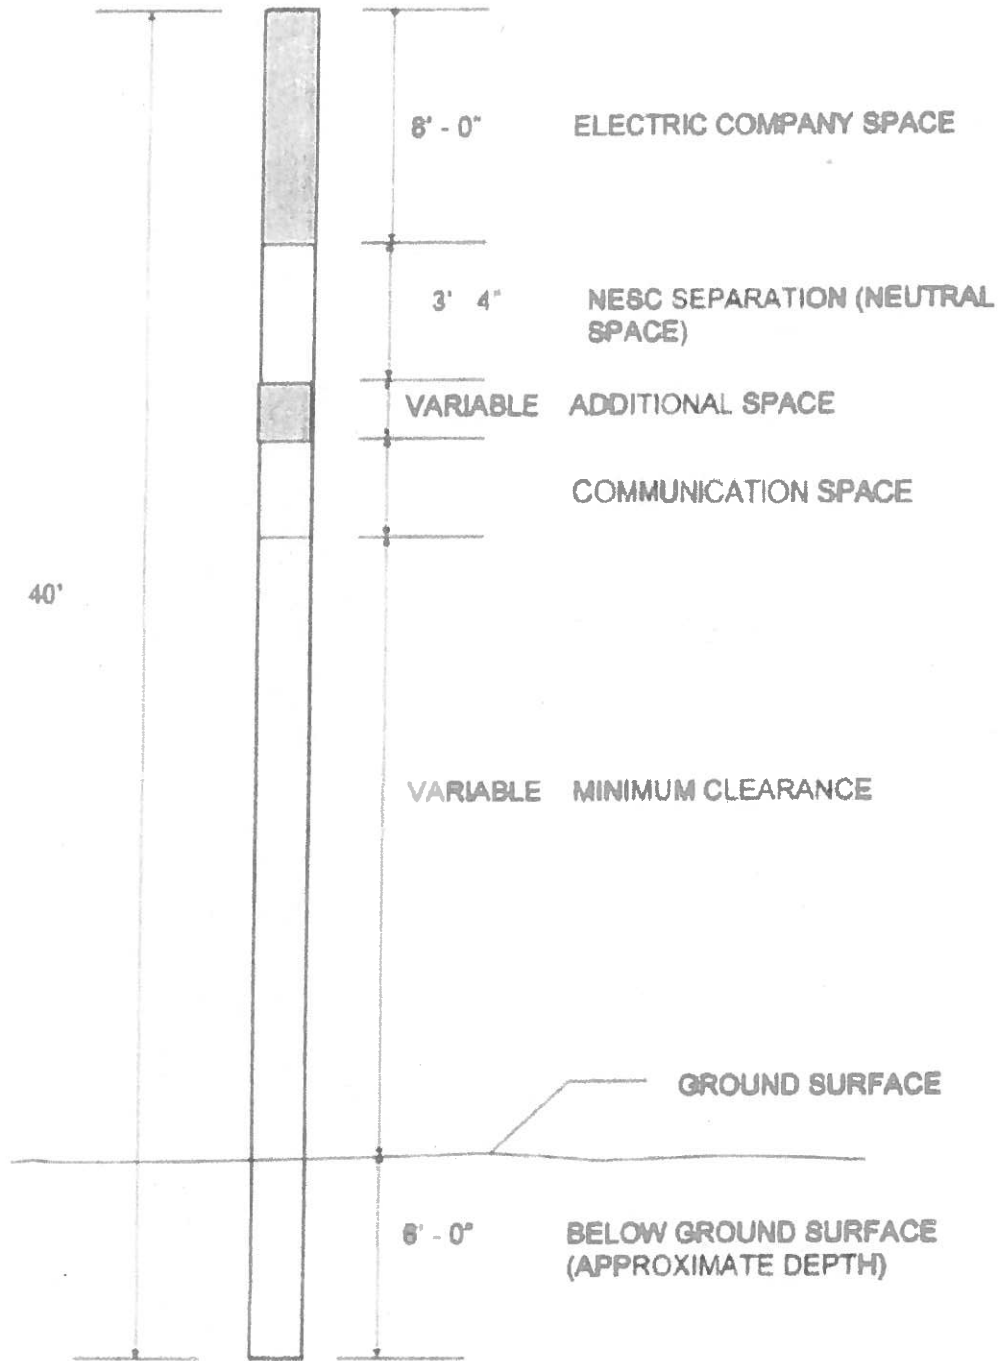 8' - 0" ELECTRIC COMPANY SPACE
3' 4" NESC SEPARATION (NEUTRAL
SPACE)
VARIABLE ADDITIONAL SPACE
COMMUNICATION SPACE
40'
VARIABLE MINIMUM CLEARANCE
GROUND SURFACE
6' - 0" BELOW GROUND SURFACE
(APPROXIMATE DEPTH)